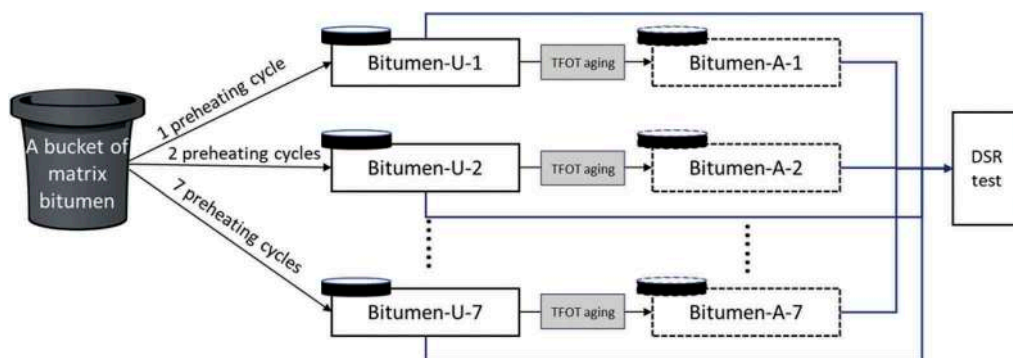 Bitumen-U-1
TFOT aging
Bitumen-A-1
1 preheating cycle
A bucket of
matrix
bitumen
2 preheating cycles
Bitumen-U-2
TFOT aging
Bitumen-A-2
DSR
test
7 preheating cycles
Bitumen-U-7
TFOT aging
Bitumen-A-7